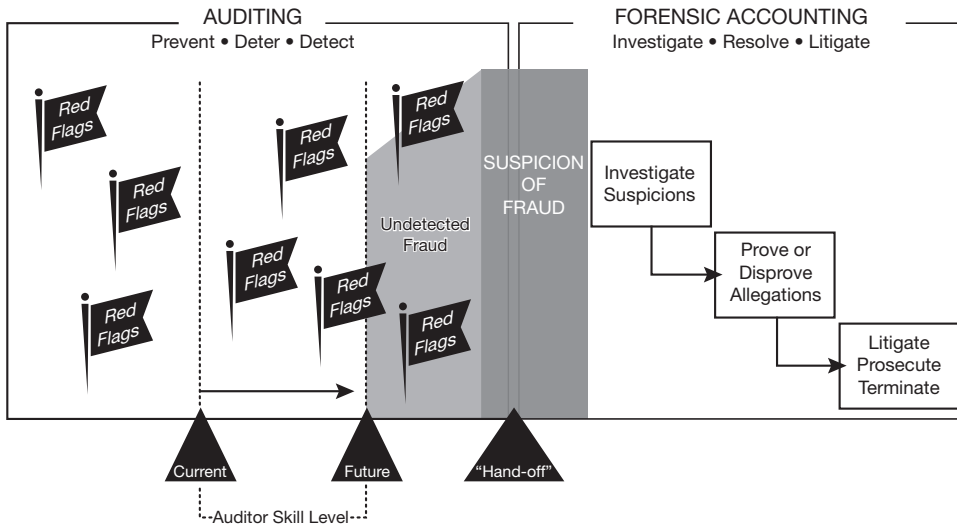 AUDITING
Prevent • Deter • Detect
FORENSIC ACCOUNTING
Investigate • Resolve • Litigate
Red
Flags
Red
Flags
Red
Flags
Red
Flags
Red
Flags
Red
Flags
Red
Flags
Red
Flags
Undetected
Fraud
SUSPICION
OF
FRAUD
Investigate
Suspicions
Prove or
Disprove
Allegations
Litigate
Prosecute
Terminate
Current
Future
“Hand-off”
Auditor Skill Level